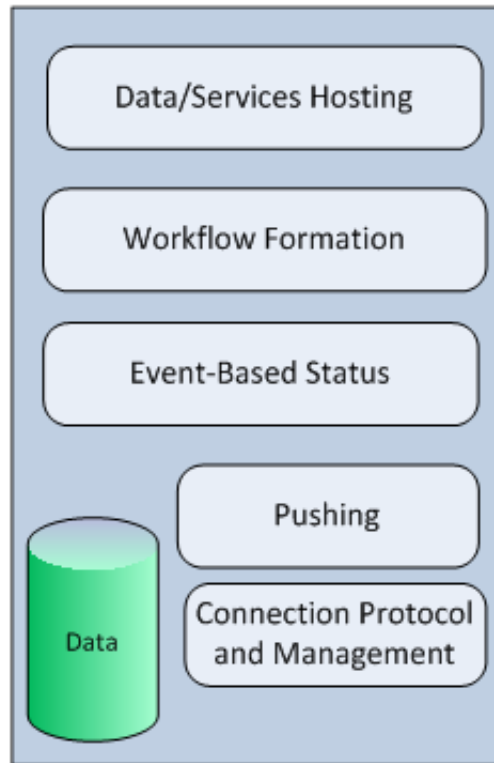 Data/Services Hosting
Workflow Formation
Event-Based Status
Pushing
Data
Connection Protocol
and Management